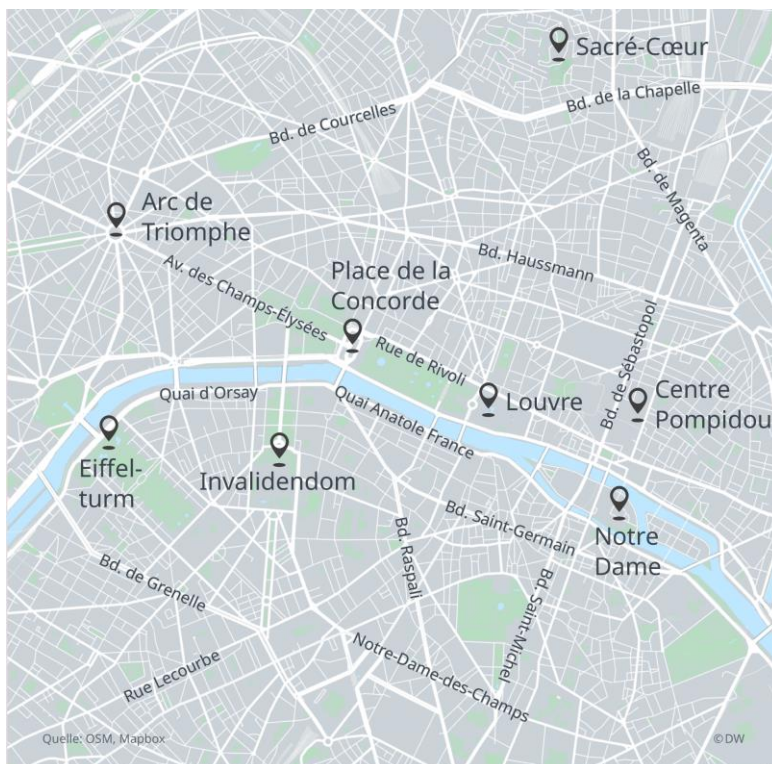 Sacré-Cœur
Bd. de la Chapelle
Bd. de Courcelles
Bd. de Magenta
Arc de
Triomphe
Bd. Haussmann
Av. des Champs-Élysées
Place de la
Concorde
Rue de Rivoli
Bd. de Sébastopol
Quai d`Orsay
Quai Anatole France
Louvre
Centre
Pompidou
Eiffel-
turm
Invalidendom
Notre
Dame
Bd. Saint-Germain
Bd. Raspail
Bd. de Grenelle
Bd. Saint-Michel
Rue Lecourbe
Notre-Dame-des-Champs
Quelle: OSM, Mapbox
©DW